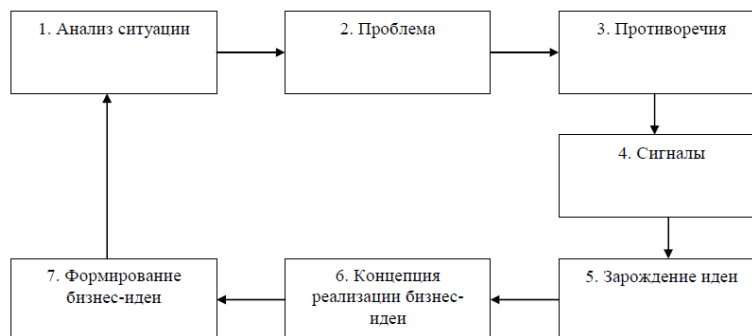 1. Анализ ситуации
2. Проблема
3. Противоречия
4. Сигналы
5. Зарождение идеи
6. Концепция
реализации бизнес-
идеи
7. Формирование
бизнес-идеи